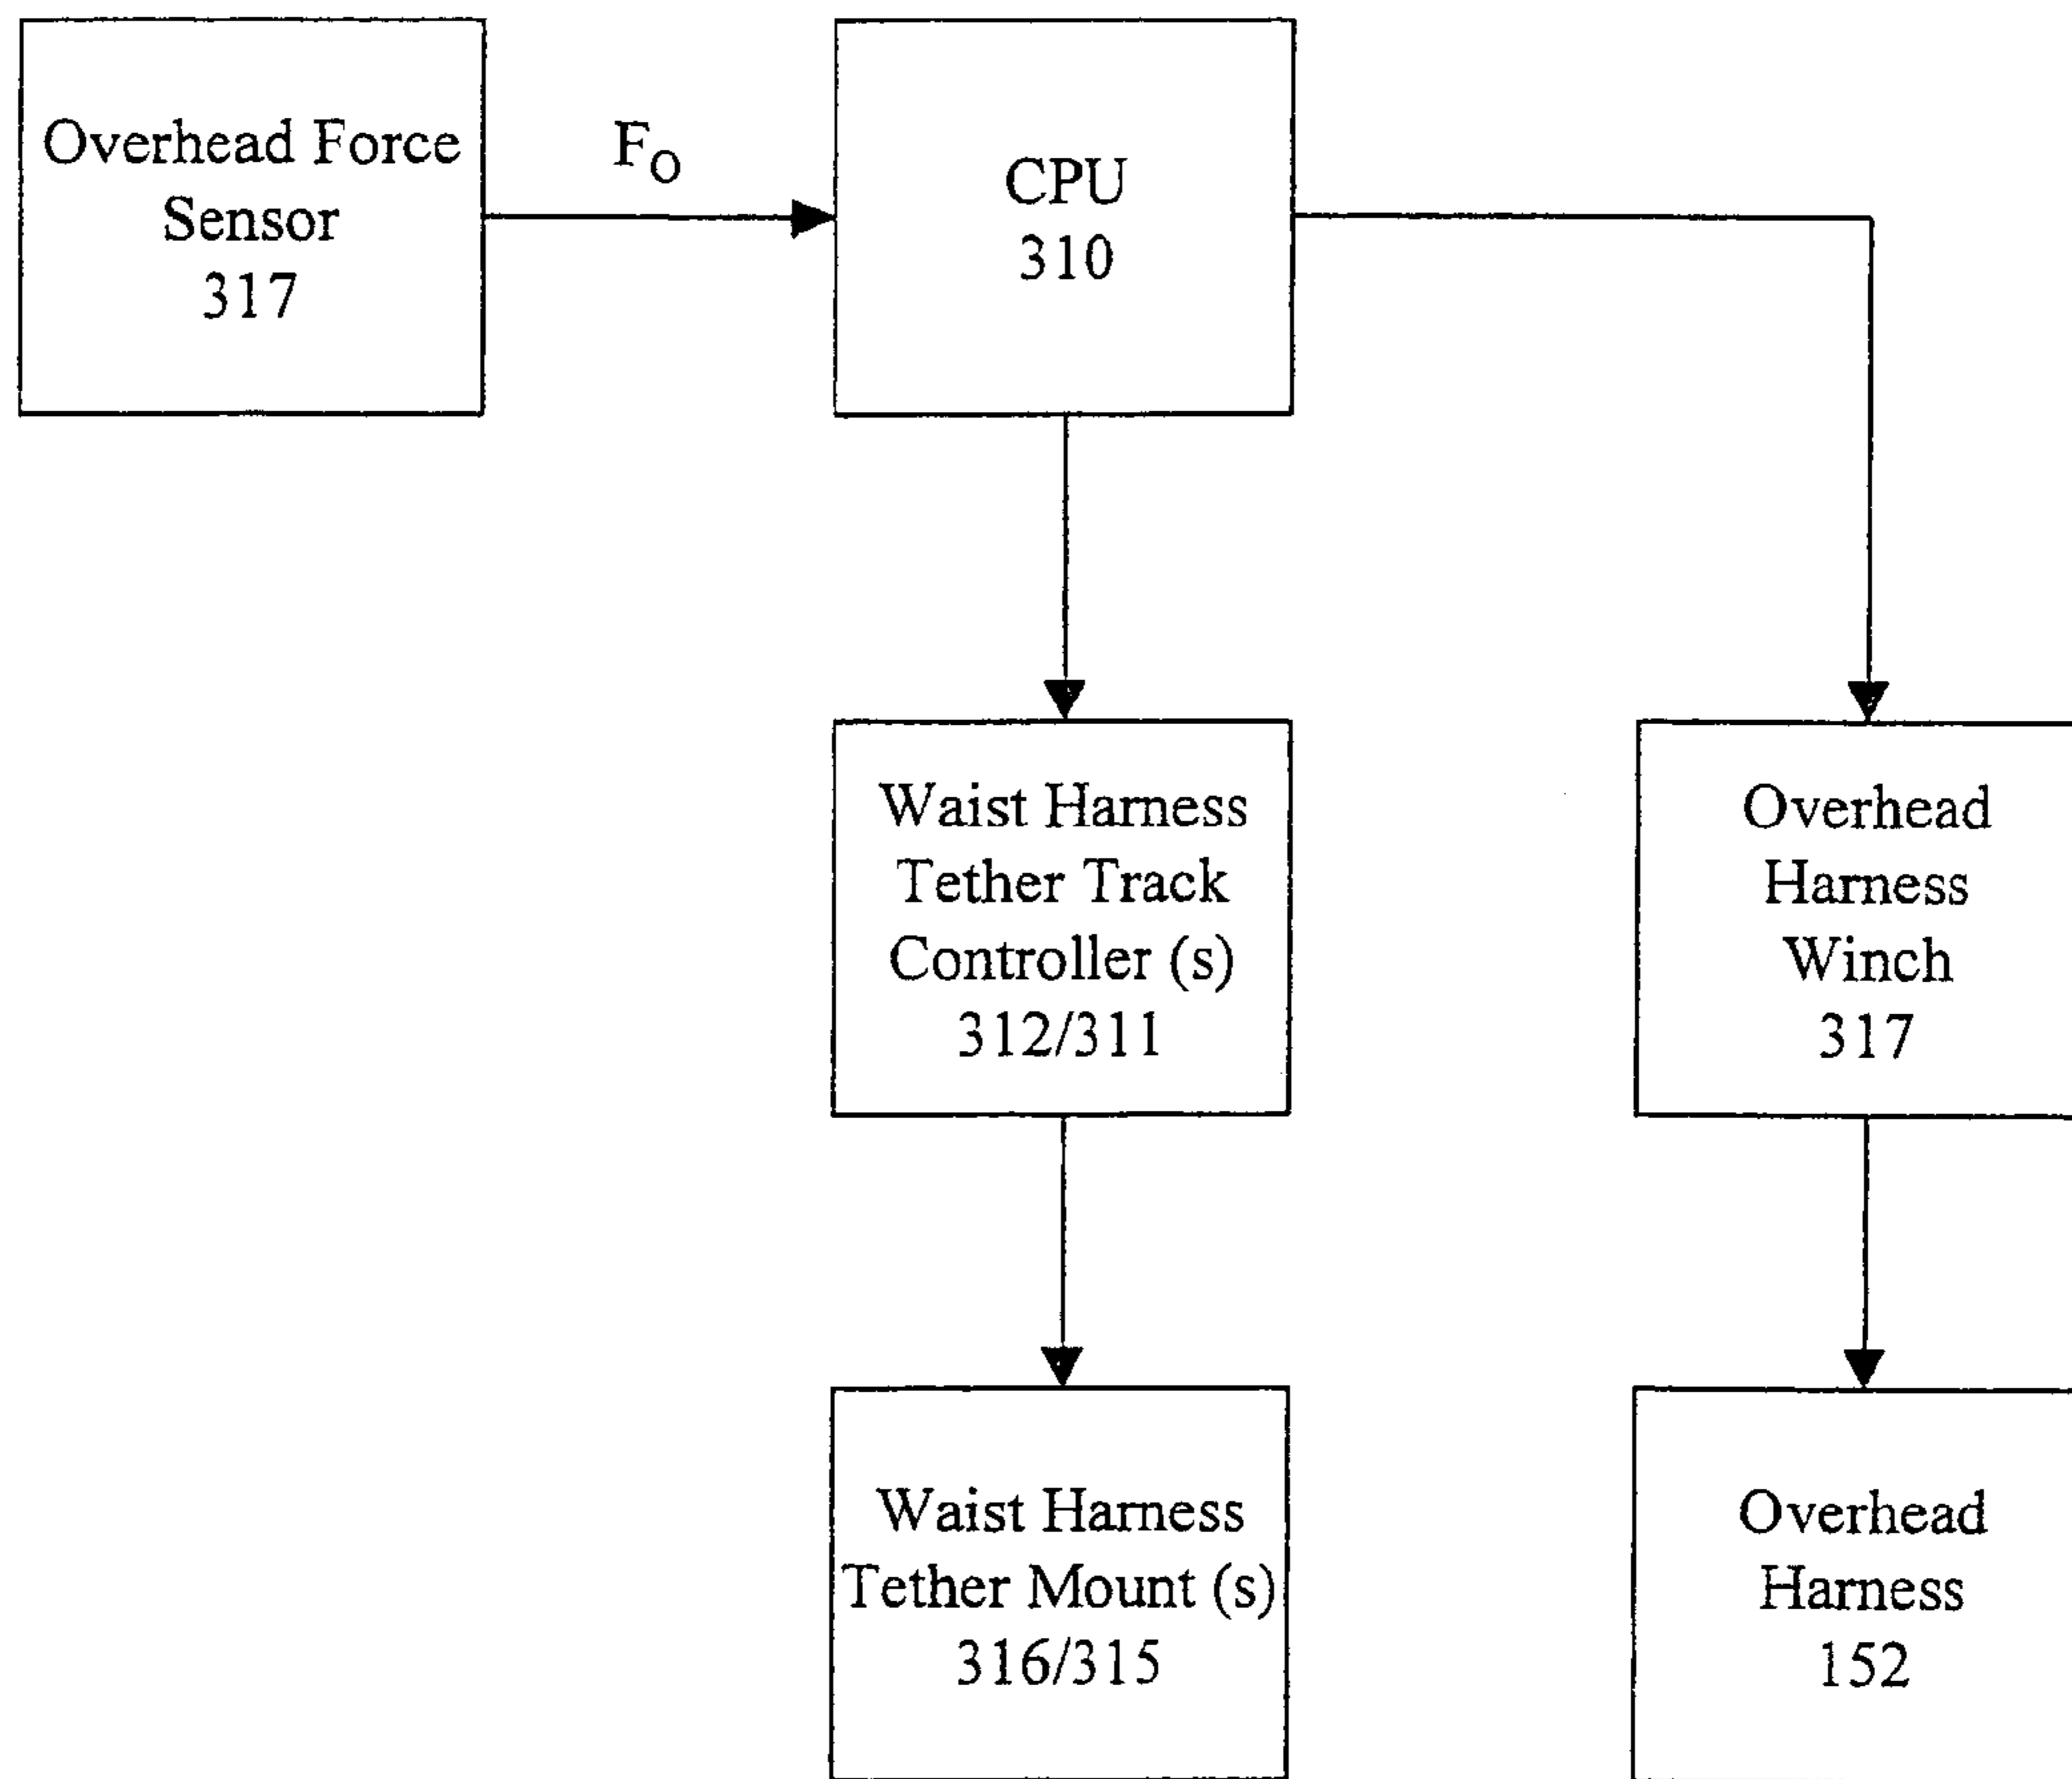 Overhead Force
Sensor
317
F_O
CPU
310
Waist Harness
Tether Track
Controller (s)
312/311
Overhead
Harness
Winch
317
Waist Harness
Tether Mount (s)
316/315
Overhead
Harness
152